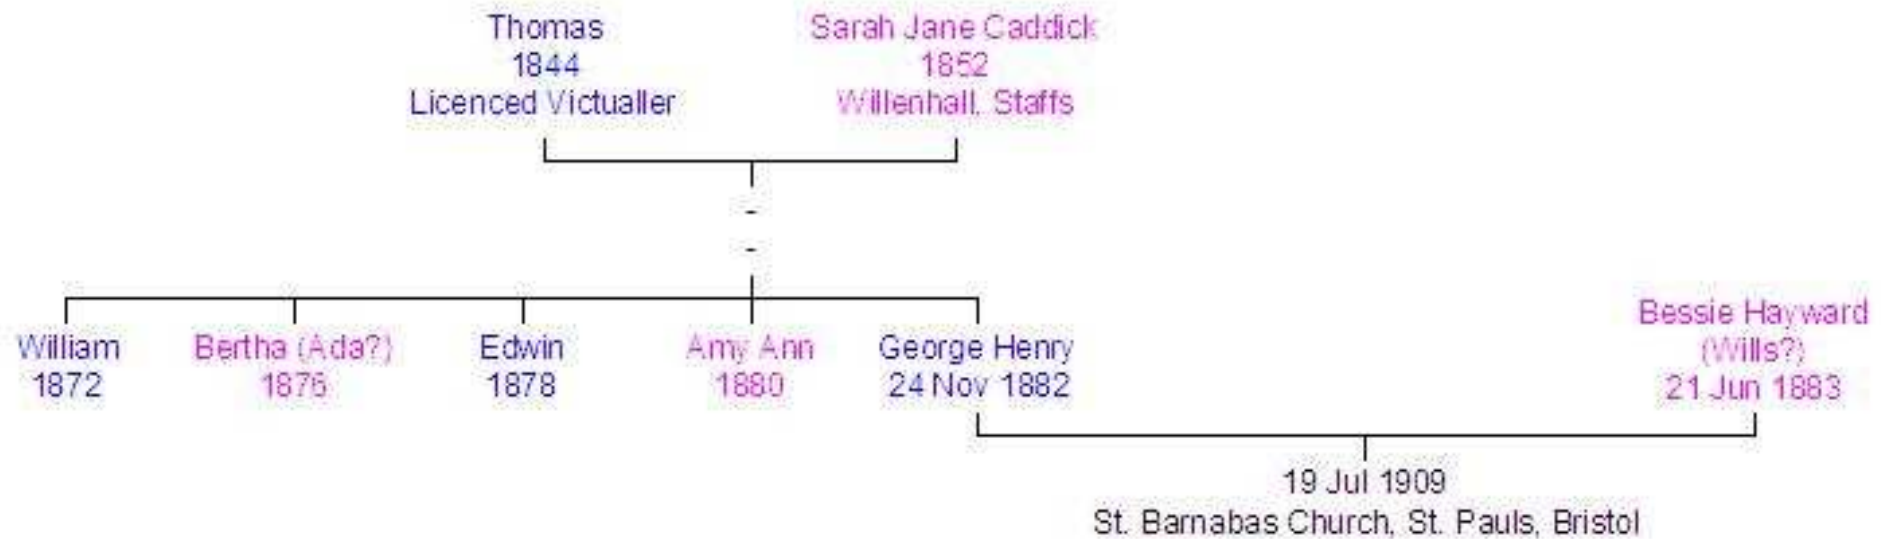 Thomas
1844
Licenced Victualler
Sarah Jane Caddick
1852
Willenhall, Staffs
-
-
William
1872
Bertha (Ada?)
1876
Edwin
1878
Amy Ann
1880
George Henry
24 Nov 1882
Bessie Hayward
(Wills?)
21 Jun 1883
19 Jul 1909
St. Barnabas Church, St. Pauls, Bristol